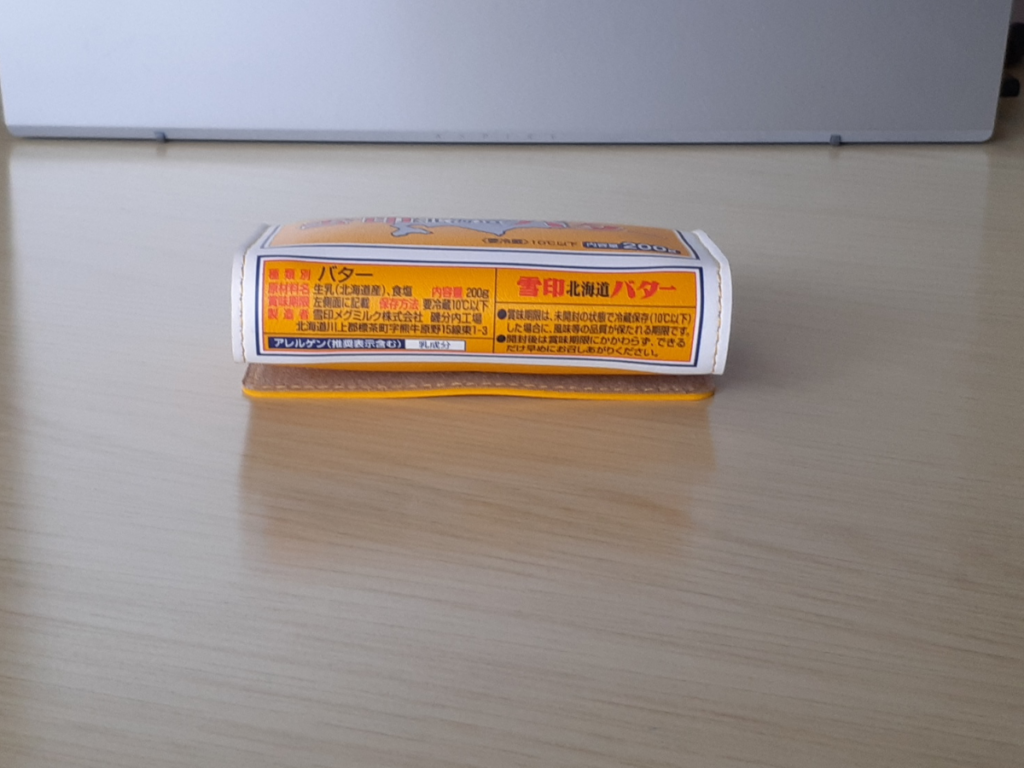 (要冷蔵)10℃以下 内容量 200g
種類別 バター
原材料名 生乳(北海道産)、食塩 内容量 200g
賞味期限 左側面に記載 保存方法 要冷蔵10℃以下
製造者 雪印メグミルク株式会社 磯分内工場
北海道川上郡標茶町字熊牛原野15線東1-3
アレルゲン(推奨表示含む) 乳成分
雪印北海道バター
●賞味期限は、未開封の状態で冷蔵保存(10℃以下)
した場合に、風味等の品質が保たれる期限です。
●開封後は賞味期限にかかわらず、できる
だけ早めにお召しあがりください。